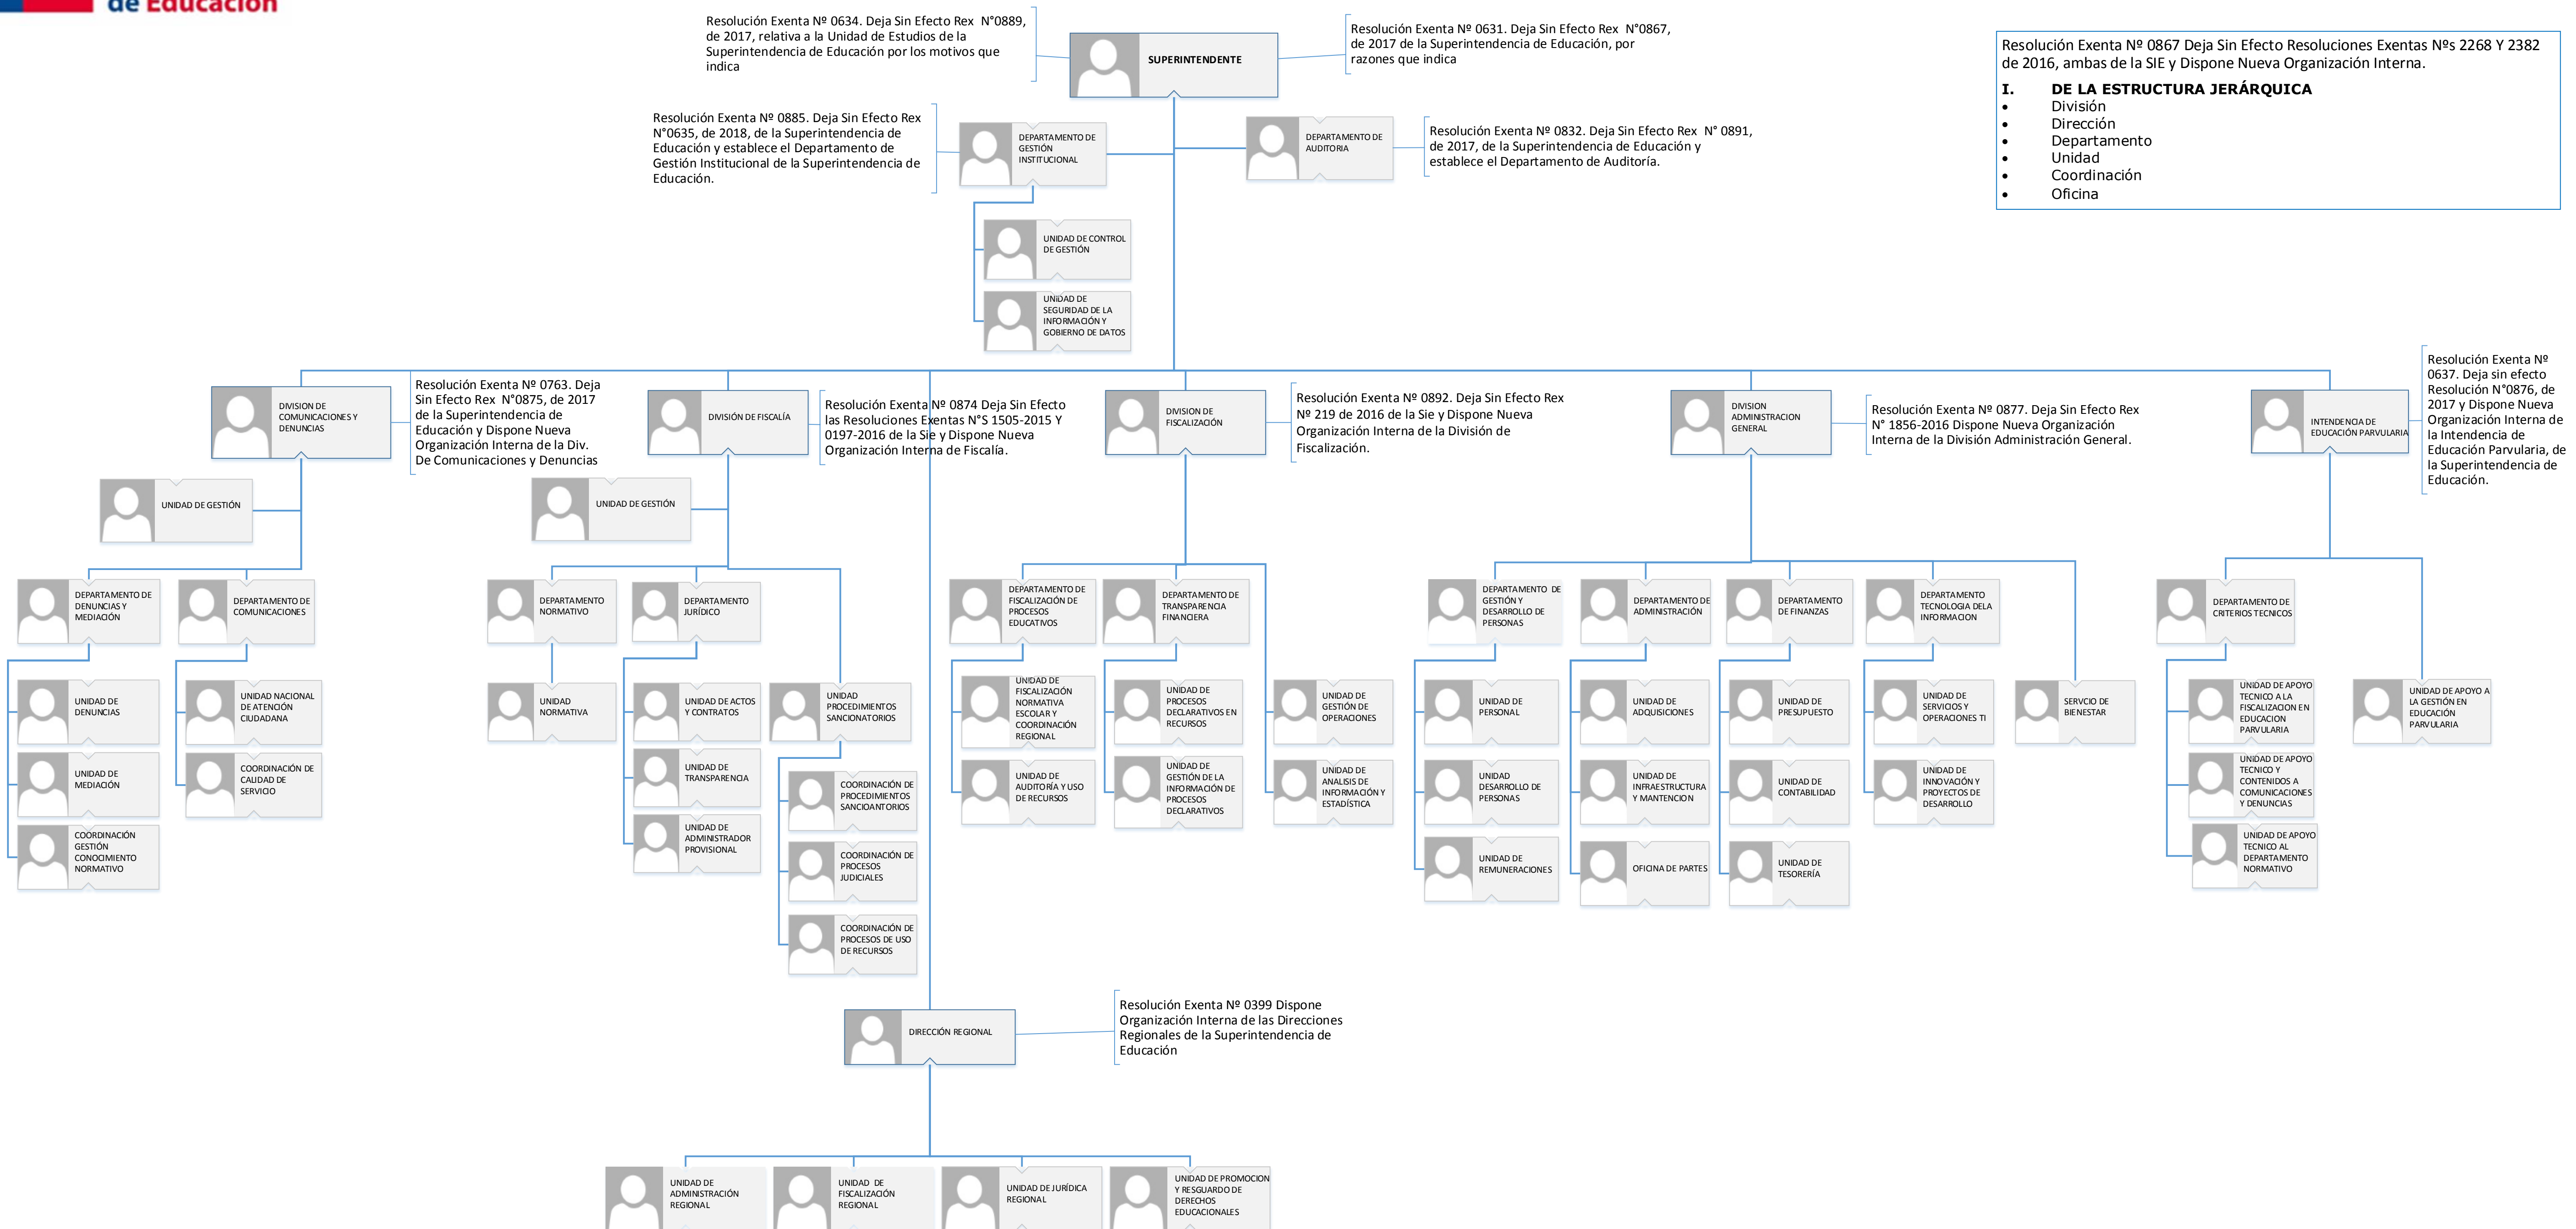 de Educación
Resolución Exenta Nº 0634. Deja Sin Efecto Rex N°0889,
de 2017, relativa a la Unidad de Estudios de la
Superintendencia de Educación por los motivos que
indica
SUPERINTENDENTE
Resolución Exenta Nº 0631. Deja Sin Efecto Rex N°0867,
de 2017 de la Superintendencia de Educación, por
razones que indica
Resolución Exenta Nº 0867 Deja Sin Efecto Resoluciones Exentas Nºs 2268 Y 2382
de 2016, ambas de la SIE y Dispone Nueva Organización Interna.
I. DE LA ESTRUCTURA JERÁRQUICA
• División
• Dirección
• Departamento
• Unidad
• Coordinación
• Oficina
Resolución Exenta Nº 0885. Deja Sin Efecto Rex
N°0635, de 2018, de la Superintendencia de
Educación y establece el Departamento de
Gestión Institucional de la Superintendencia de
Educación.
DEPARTAMENTO DE
GESTIÓN
INSTITUCIONAL
DEPARTAMENTO DE
AUDITORIA
Resolución Exenta Nº 0832. Deja Sin Efecto Rex N° 0891,
de 2017, de la Superintendencia de Educación y
establece el Departamento de Auditoría.
UNIDAD DE CONTROL
DE GESTIÓN
UNIDAD DE
SEGURIDAD DE LA
INFORMACIÓN Y
GOBIERNO DE DATOS
DIVISION DE
COMUNICACIONES Y
DENUNCIAS
Resolución Exenta Nº 0763. Deja
Sin Efecto Rex N°0875, de 2017
de la Superintendencia de
Educación y Dispone Nueva
Organización Interna de la Div.
De Comunicaciones y Denuncias
DIVISIÓN DE FISCALÍA
Resolución Exenta Nº 0874 Deja Sin Efecto
las Resoluciones Exentas N°S 1505-2015 Y
0197-2016 de la Sie y Dispone Nueva
Organización Interna de Fiscalía.
DIVISION DE
FISCALIZACIÓN
Resolución Exenta Nº 0892. Deja Sin Efecto Rex
Nº 219 de 2016 de la Sie y Dispone Nueva
Organización Interna de la División de
Fiscalización.
DIVISION
ADMINISTRACION
GENERAL
Resolución Exenta Nº 0877. Deja Sin Efecto Rex
N° 1856-2016 Dispone Nueva Organización
Interna de la División Administración General.
INTENDENCIA DE
EDUCACIÓN PARVULARIA
Resolución Exenta Nº
0637. Deja sin efecto
Resolución N°0876, de
2017 y Dispone Nueva
Organización Interna de
la Intendencia de
Educación Parvularia, de
la Superintendencia de
Educación.
UNIDAD DE GESTIÓN
UNIDAD DE GESTIÓN
DEPARTAMENTO DE
DENUNCIAS Y
MEDIACIÓN
DEPARTAMENTO DE
COMUNICACIONES
DEPARTAMENTO
NORMATIVO
DEPARTAMENTO
JURÍDICO
DEPARTAMENTO DE
FISCALIZACIÓN DE
PROCESOS
EDUCATIVOS
DEPARTAMENTO DE
TRANSPARENCIA
FINANCIERA
DEPARTAMENTO DE
GESTIÓN Y
DESARROLLO DE
PERSONAS
DEPARTAMENTO DE
ADMINISTRACIÓN
DEPARTAMENTO
DE FINANZAS
DEPARTAMENTO
TECNOLOGIA DELA
INFORMACION
DEPARTAMENTO DE
CRITERIOS TECNICOS
UNIDAD DE
DENUNCIAS
UNIDAD NACIONAL
DE ATENCIÓN
CIUDADANA
UNIDAD
NORMATIVA
UNIDAD DE ACTOS
Y CONTRATOS
UNIDAD
PROCEDIMIENTOS
SANCIONATORIOS
UNIDAD DE
FISCALIZACIÓN
NORMATIVA
ESCOLAR Y
COORDINACIÓN
REGIONAL
UNIDAD DE
PROCESOS
DECLARATIVOS EN
RECURSOS
UNIDAD DE
GESTIÓN DE
OPERACIONES
UNIDAD DE
PERSONAL
UNIDAD DE
ADQUISICIONES
UNIDAD DE
PRESUPUESTO
UNIDAD DE
SERVICIOS Y
OPERACIONES TI
SERVCIO DE
BIENESTAR
UNIDAD DE APOYO
TECNICO A LA
FISCALIZACION EN
EDUCACION
PARVULARIA
UNIDAD DE APOYO A
LA GESTIÓN EN
EDUCACIÓN
PARVULARIA
UNIDAD DE
MEDIACIÓN
COORDINACIÓN DE
CALIDAD DE
SERVICIO
UNIDAD DE
TRANSPARENCIA
COORDINACIÓN DE
PROCEDIMIENTOS
SANCIOANTORIOS
UNIDAD DE
AUDITORÍA Y USO
DE RECURSOS
UNIDAD DE
GESTIÓN DE LA
INFORMACIÓN DE
PROCESOS
DECLARATIVOS
UNIDAD DE
ANALISIS DE
INFORMACIÓN Y
ESTADÍSTICA
UNIDAD
DESARROLLO DE
PERSONAS
UNIDAD DE
INFRAESTRUCTURA
Y MANTENCION
UNIDAD DE
CONTABILIDAD
UNIDAD DE
INNOVACIÓN Y
PROYECTOS DE
DESARROLLO
UNIDAD DE APOYO
TECNICO Y
CONTENIDOS A
COMUNICACIONES
Y DENUNCIAS
COORDINACIÓN
GESTIÓN
CONOCIMIENTO
NORMATIVO
UNIDAD DE
ADMINISTRADOR
PROVISIONAL
COORDINACIÓN DE
PROCESOS
JUDICIALES
UNIDAD DE
REMUNERACIONES
OFICINA DE PARTES
UNIDAD DE
TESORERÍA
UNIDAD DE APOYO
TECNICO AL
DEPARTAMENTO
NORMATIVO
COORDINACIÓN DE
PROCESOS DE USO
DE RECURSOS
DIRECCIÓN REGIONAL
Resolución Exenta Nº 0399 Dispone
Organización Interna de las Direcciones
Regionales de la Superintendencia de
Educación
UNIDAD DE
ADMINISTRACIÓN
REGIONAL
UNIDAD DE
FISCALIZACIÓN
REGIONAL
UNIDAD DE JURÍDICA
REGIONAL
UNIDAD DE PROMOCION
Y RESGUARDO DE
DERECHOS
EDUCACIONALES